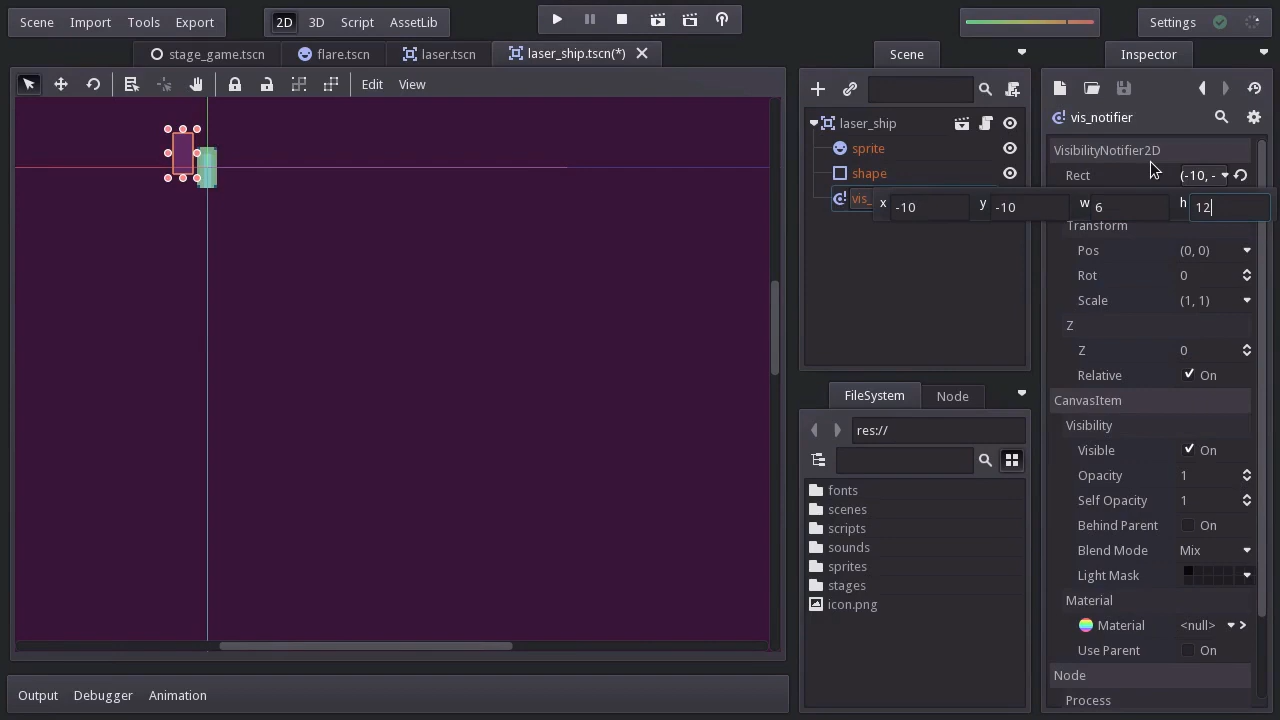 Scene Import Tools Export 2D 3D Script AssetLib Settings
stage_game.tscn flare.tscn laser.tscn laser_ship.tscn(*) Scene Inspector
Edit View
laser_ship vis_notifier
sprite VisibilityNotifier2D
shape Rect (-10, -
vis_ x -10 y -10 w 6 h 12
Transform
Pos (0, 0)
Rot 0
Scale (1, 1)
Z
Z 0
Relative On
FileSystem Node CanvasItem
res:// Visibility
Visible On
fonts Opacity 1
scenes Self Opacity 1
scripts Behind Parent On
sounds Blend Mode Mix
sprites Light Mask
stages Material
icon.png Material <null>
Use Parent On
Node
Output Debugger Animation Process